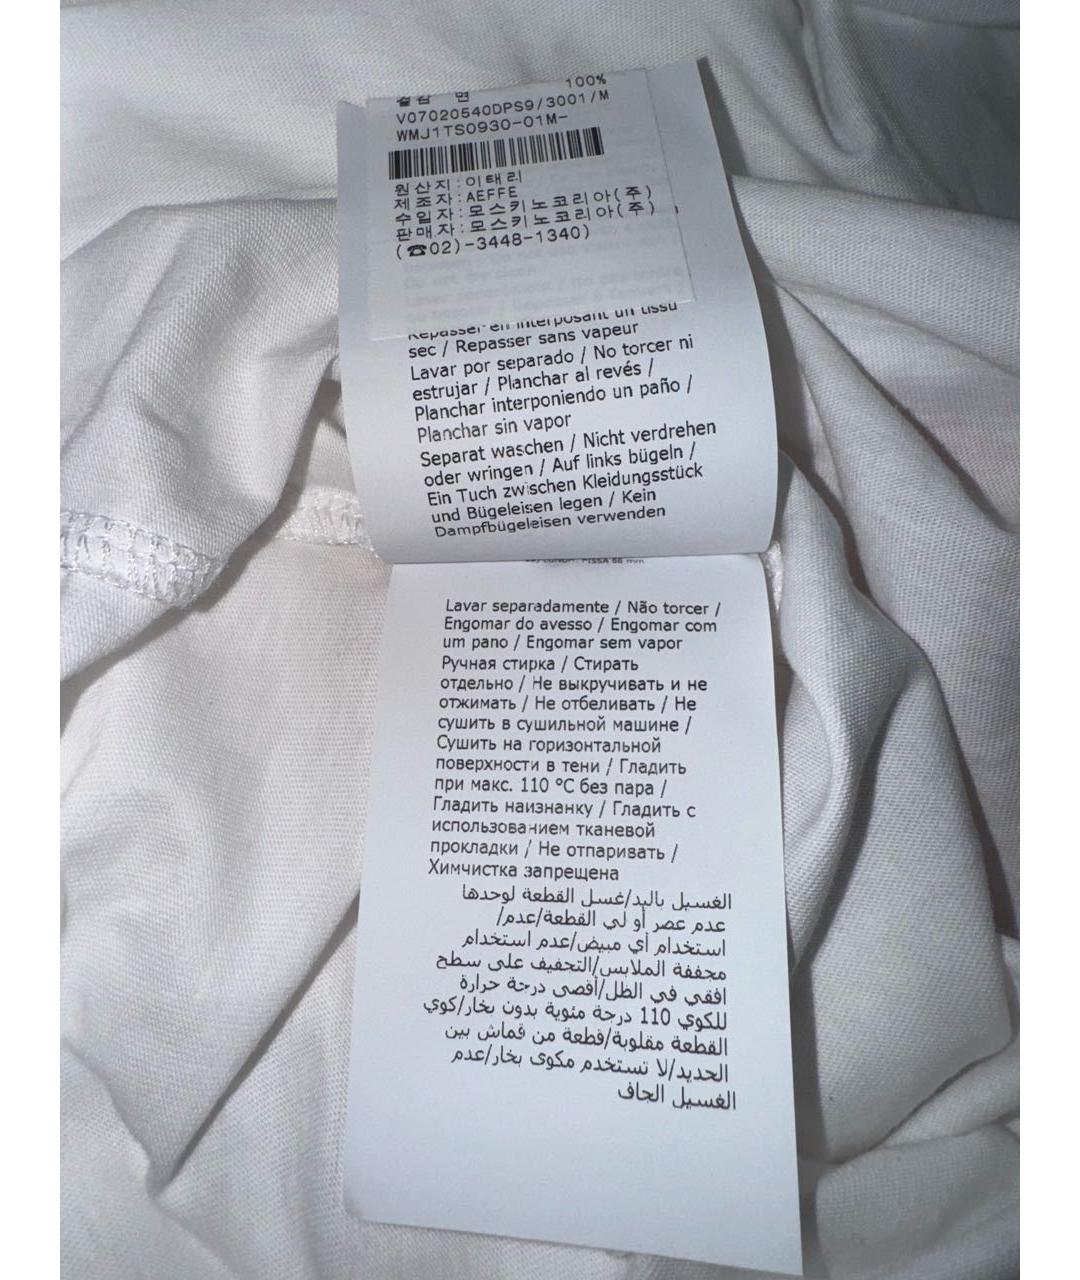 겉감 면 100%
V07020540DPS9/3001/M
WMJ1TS0930-01M-
원산지:이태리
제조자:AEFFE
수입자:모스키노코리아(주)
판매자:모스키노코리아(주)
(☎02)-3448-1340)
Repasser en interposant un tissu
sec / Repasser sans vapeur
Lavar por separado / No torcer ni
estrujar / Planchar al revés /
Planchar interponiendo un paño /
Planchar sin vapor
Separat waschen / Nicht verdrehen
oder wringen / Auf links bügeln /
Ein Tuch zwischen Kleidungsstück
und Bügeleisen legen / Kein
Dampfbügeleisen verwenden
Lavar separadamente / Não torcer /
Engomar do avesso / Engomar com
um pano / Engomar sem vapor
Ручная стирка / Стирать
отдельно / Не выкручивать и не
отжимать / Не отбеливать / Не
сушить в сушильной машине /
Сушить на горизонтальной
поверхности в тени / Гладить
при макс. 110 °C без пара /
Гладить наизнанку / Гладить с
использованием тканевой
прокладки / Не отпаривать /
Химчистка запрещена
الغسيل باليد/غسل القطعة لوحدها
عدم عصر أو لي القطعة/عدم/
استخدام أي مبيض/عدم استخدام
مجففة الملابس/التجفيف على سطح
افقي في الظل/أقصى درجة حرارة
للكوي 110 درجة مئوية بدون بخار/كوي
القطعة مقلوبة/قطعة من قماش بين
الحديد/لا تستخدم مكوى بخار/عدم
الغسيل الجاف